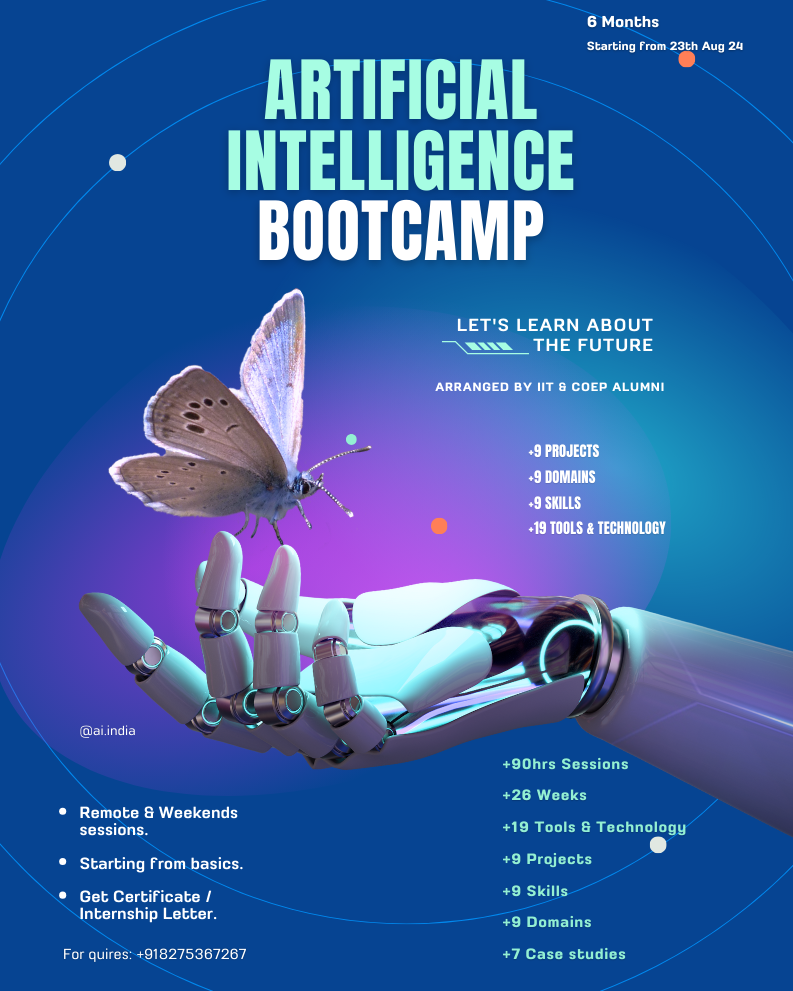 6 Months
Starting from 23th Aug 24
ARTIFICIAL
INTELLIGENCE
BOOTCAMP
LET'S LEARN ABOUT
THE FUTURE
ARRANGED BY IIT & COEP ALUMNI
+9 PROJECTS
+9 DOMAINS
+9 SKILLS
+19 TOOLS & TECHNOLOGY
@ai.india
Remote & Weekends
sessions.
Starting from basics.
Get Certificate /
Internship Letter.
For quires: +918275367267
+90hrs Sessions
+26 Weeks
+19 Tools & Technology
+9 Projects
+9 Skills
+9 Domains
+7 Case studies